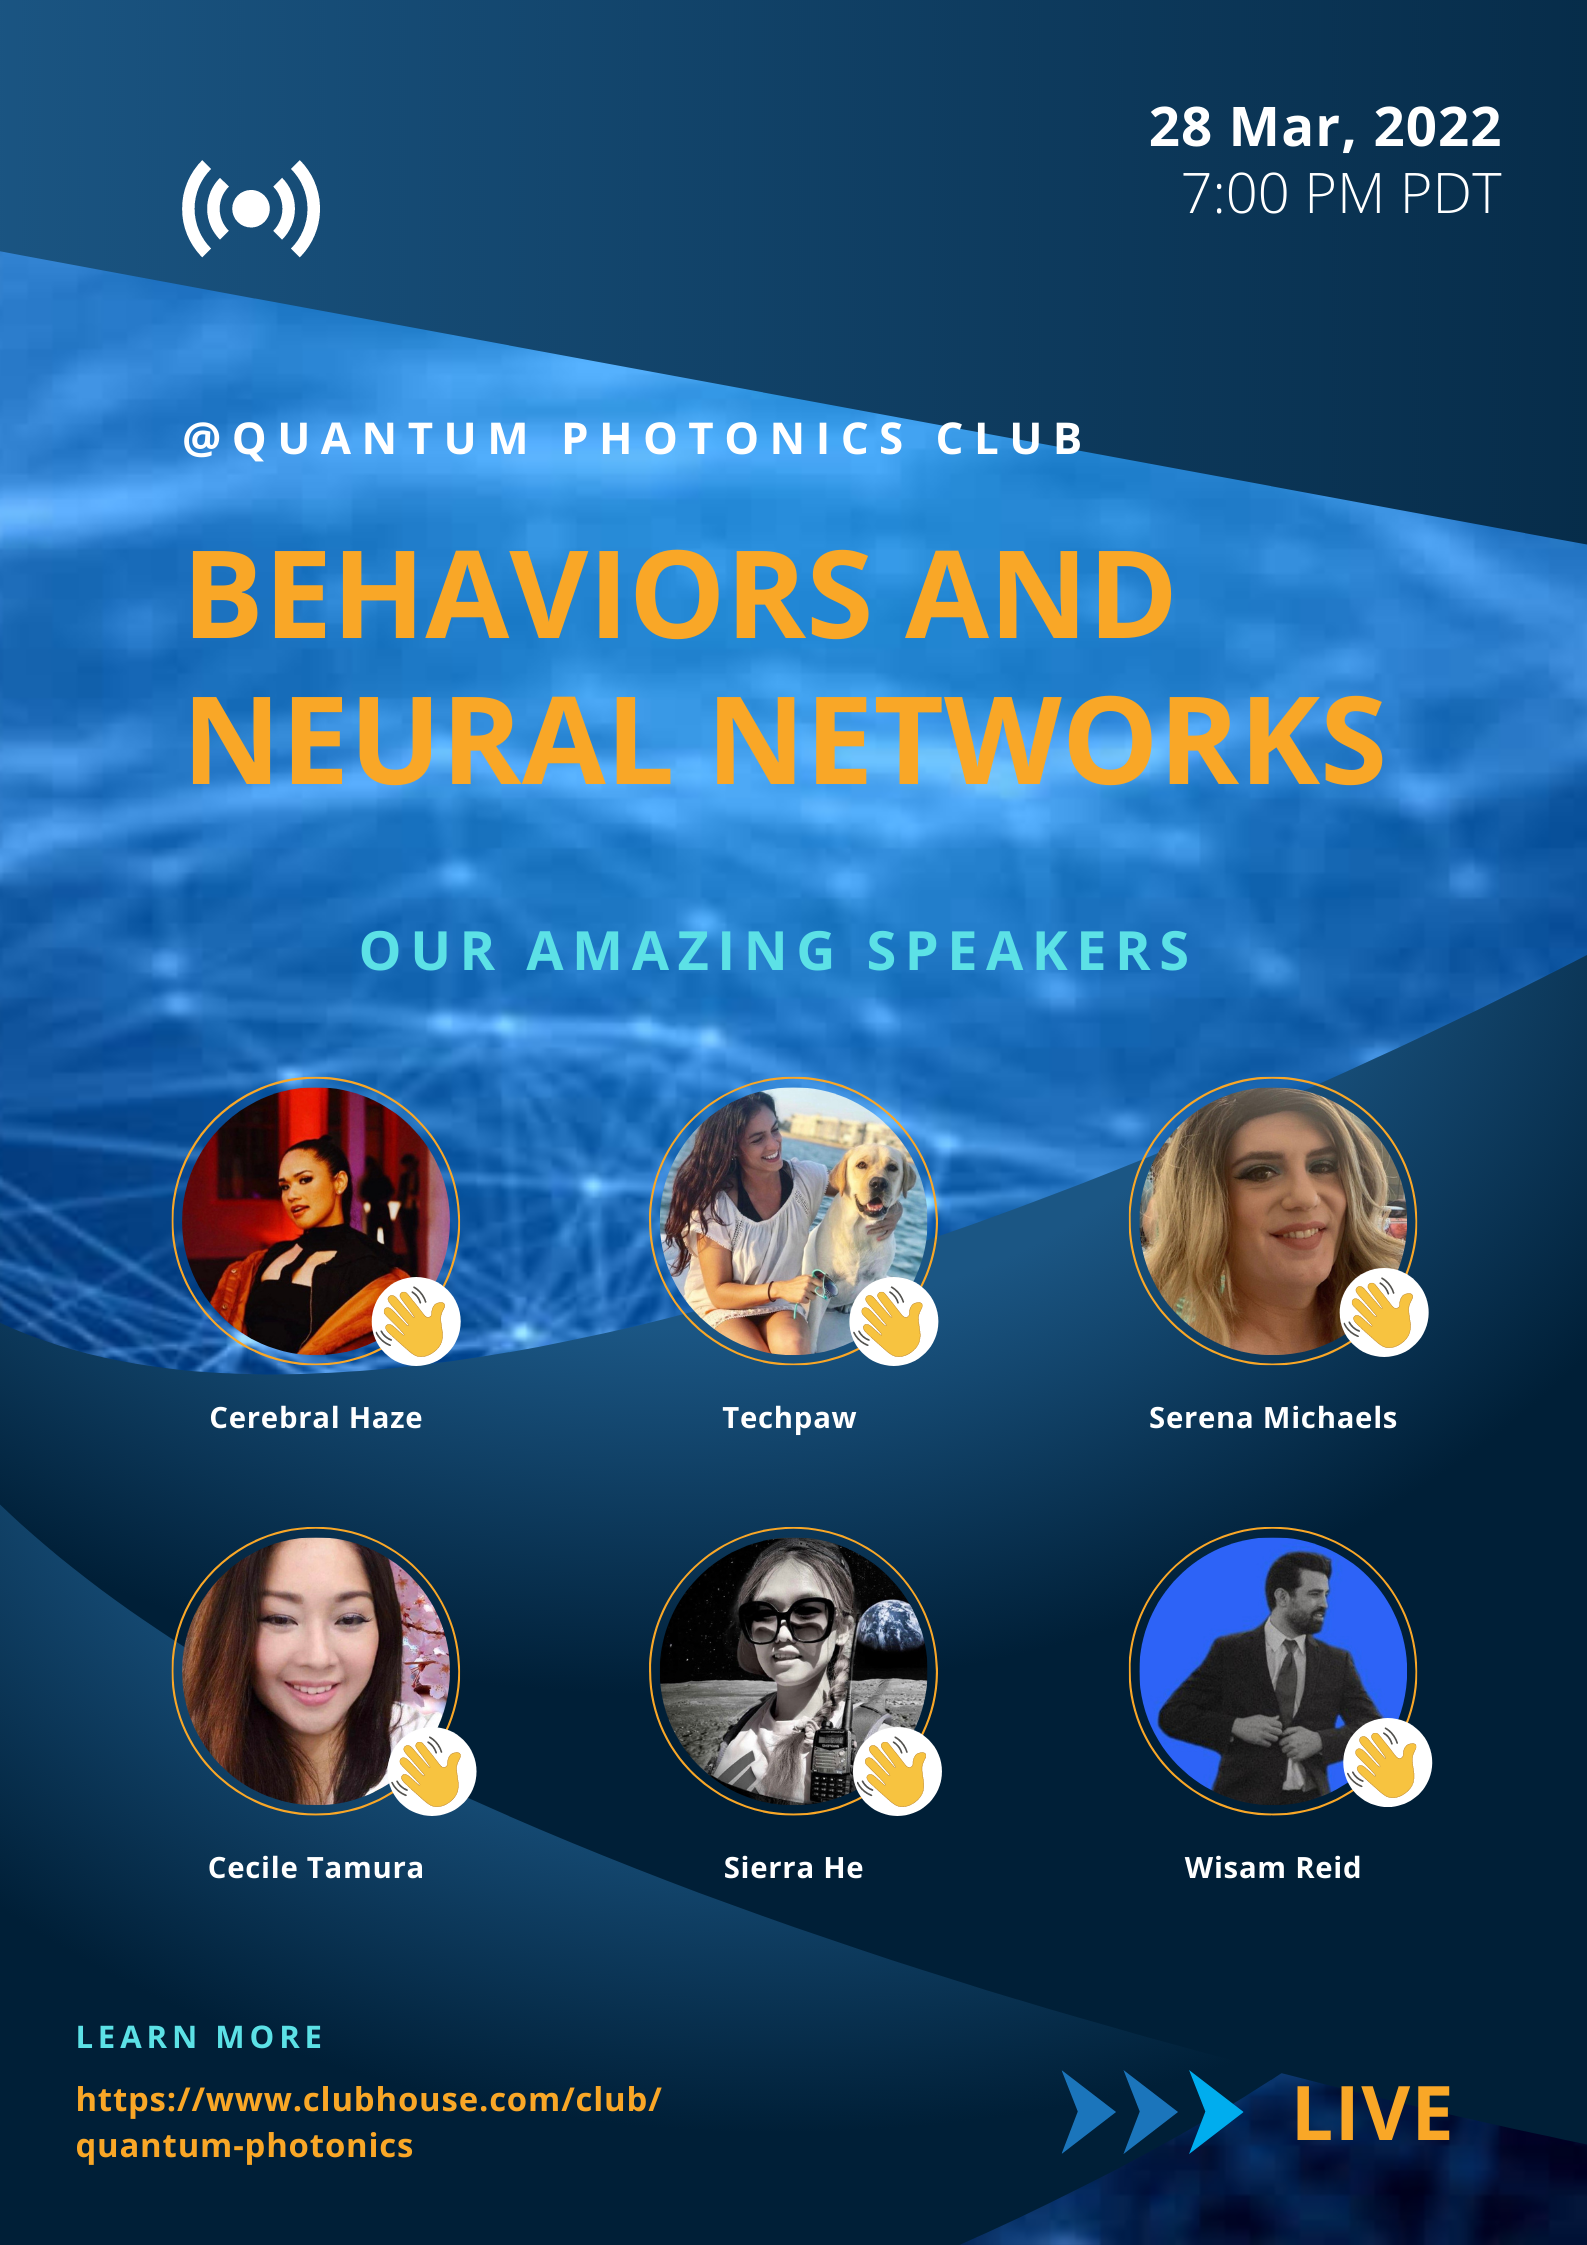 28 Mar, 2022
7:00 PM PDT
@QUANTUM PHOTONICS CLUB
BEHAVIORS AND
NEURAL NETWORKS
OUR AMAZING SPEAKERS
Cerebral Haze
Techpaw
Serena Michaels
Cecile Tamura
Sierra He
Wisam Reid
LEARN MORE
https://www.clubhouse.com/club/
quantum-photonics
LIVE